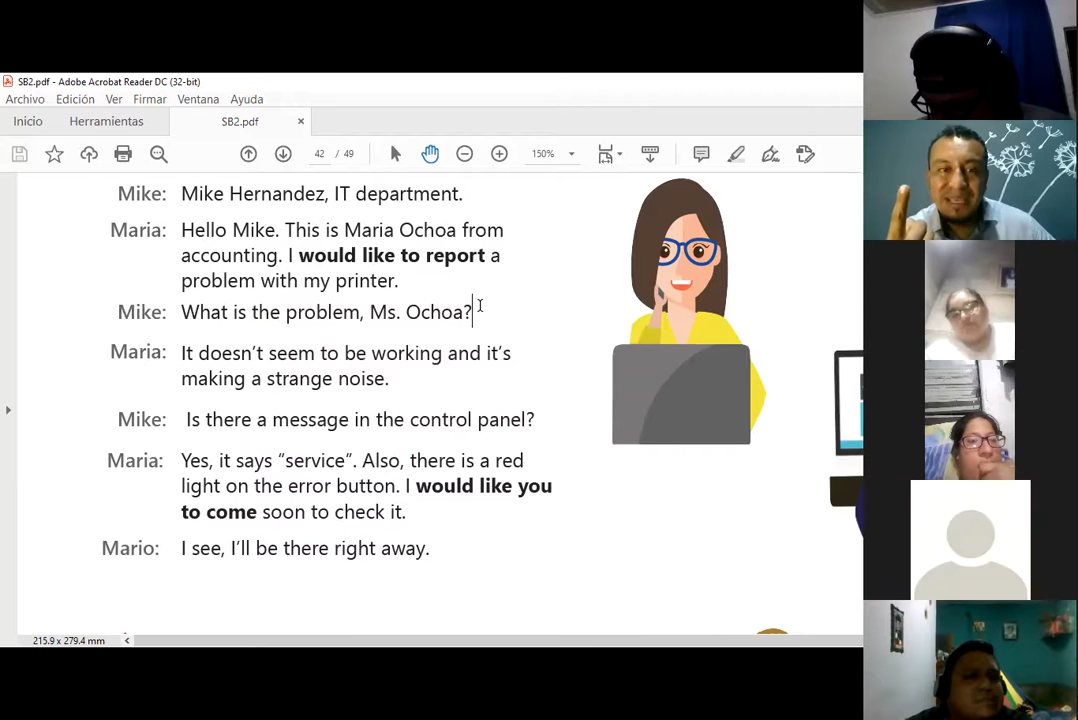 SB2.pdf - Adobe Acrobat Reader DC (32-bit)
Archivo Edición Ver Firmar Ventana Ayuda
Inicio Herramientas SB2.pdf ×
42 / 49 150%
Mike: Mike Hernandez, IT department.
Maria: Hello Mike. This is Maria Ochoa from
accounting. I would like to report a
problem with my printer.
Mike: What is the problem, Ms. Ochoa?
Maria: It doesn't seem to be working and it's
making a strange noise.
Mike: Is there a message in the control panel?
Maria: Yes, it says “service”. Also, there is a red
light on the error button. I would like you
to come soon to check it.
Mario: I see, I'll be there right away.
215.9 x 279.4 mm